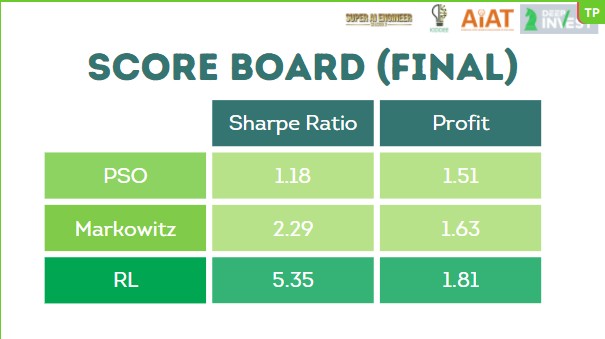 SUPER AI ENGINEER
AiAT
DEEP
INVEST
TP
SCORE BOARD (FINAL)
Sharpe Ratio Profit
PSO 1.18 1.51
Markowitz 2.29 1.63
RL 5.35 1.81